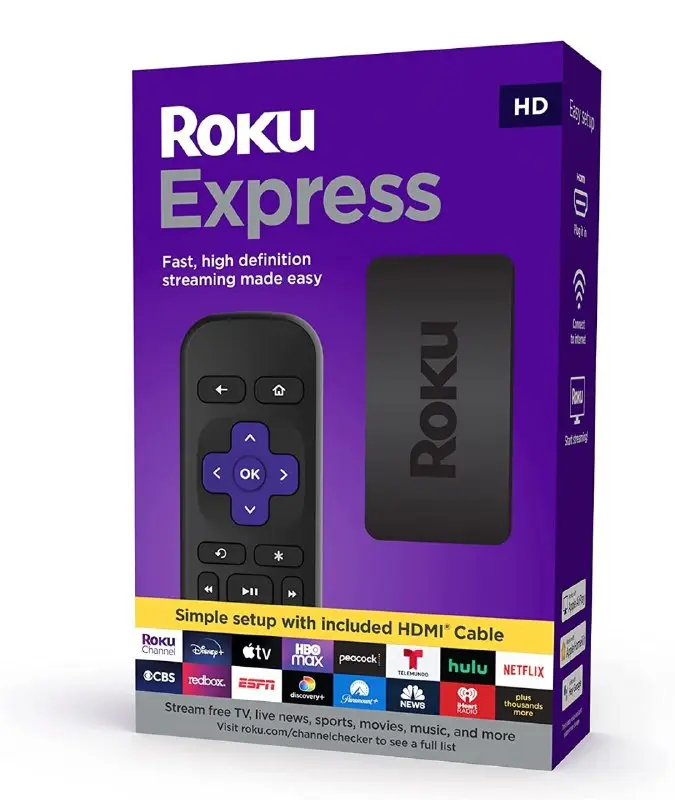 HD
ROKU
Express
Fast, high definition
streaming made easy
ROKU
OK
Simple setup with included HDMI® Cable
Roku
Channel
Disney+
tv
HBO
max
peacock
TELEMUNDO
hulu
NETFLIX
CBS
redbox.
ESPN
discovery+
Paramount+
NEWS
iHeart
RADIO
plus
thousands
more
Stream free TV, live news, sports, movies, music, and more
Visit roku.com/channelchecker to see a full list
Easy setup
HDMI
Plug it in
Connect
to internet
ROKU
Start streaming!